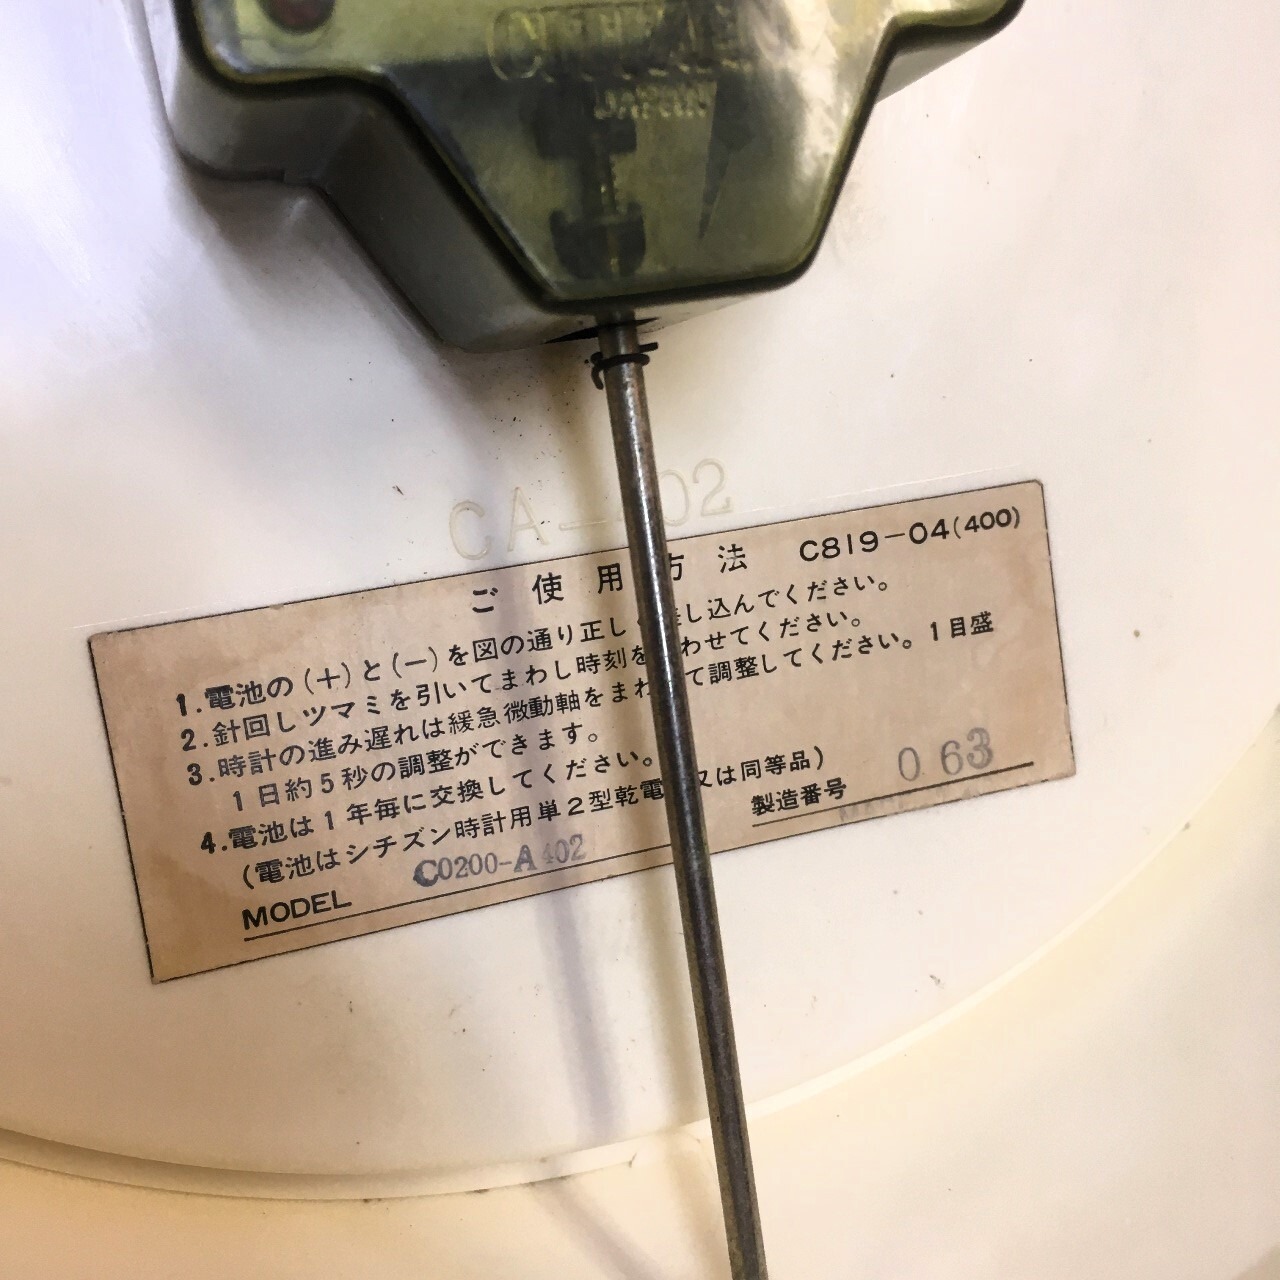 CITIZEN
JAPAN
CA-402
ご使用方法 C819-04(400)
1.電池の(+)と(-)を図の通り正しく差し込んでください。
2.針回しツマミを引いてまわし時刻を わせてください。
3.時計の進み遅れは緩急微動軸をまわ て調整してください。1目盛
1日約5秒の調整ができます。
4.電池は1年毎に交換してください。
(電池はシチズン時計用単2型乾電 又は同等品)
MODEL C0200-A402
製造番号 063